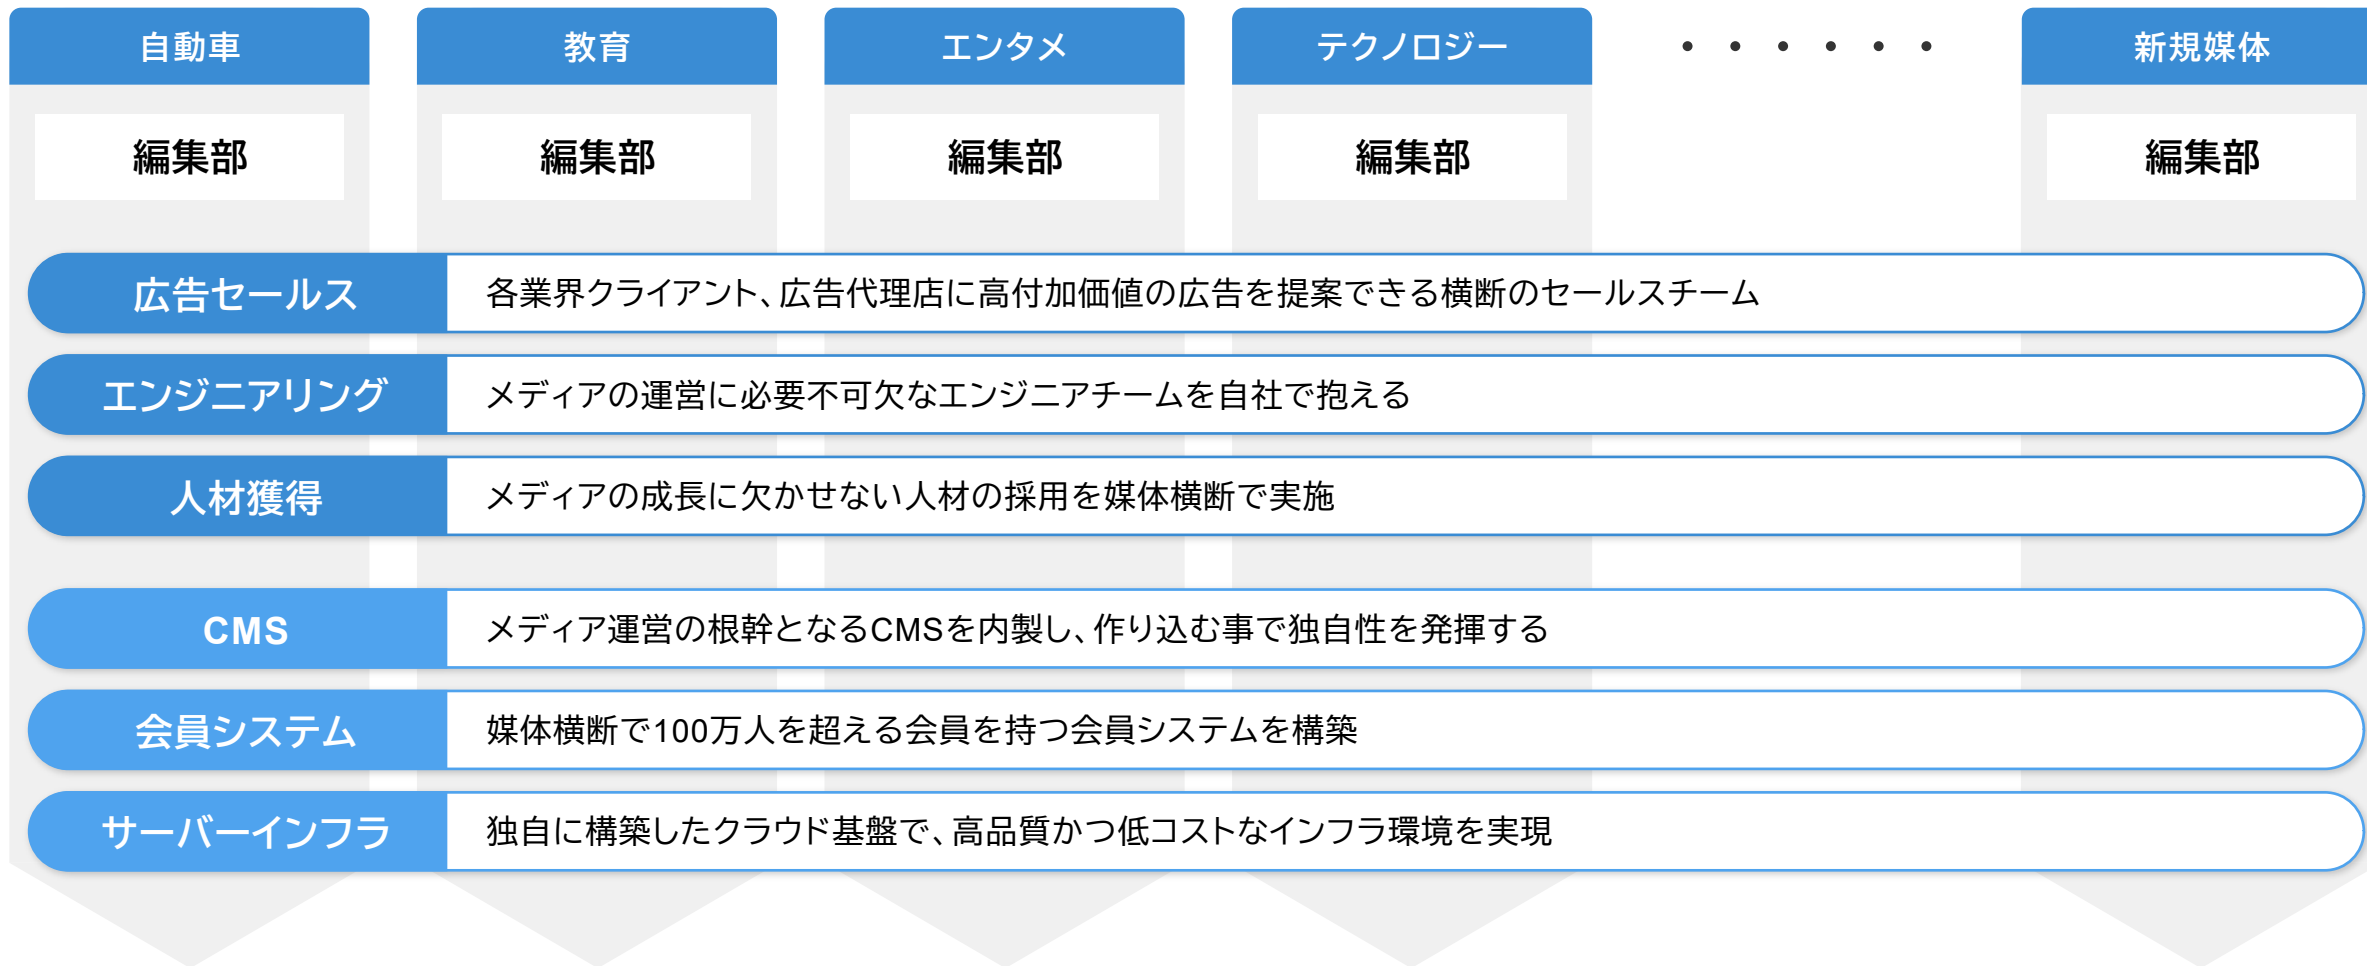 自動車
教育
エンタメ
テクノロジー
・・・・・・
新規媒体
編集部
編集部
編集部
編集部
編集部
広告セールス
各業界クライアント、広告代理店に高付加価値の広告を提案できる横断のセールスチーム
エンジニアリング
メディアの運営に必要不可欠なエンジニアチームを自社で抱える
人材獲得
メディアの成長に欠かせない人材の採用を媒体横断で実施
CMS
メディア運営の根幹となるCMSを内製し、作り込む事で独自性を発揮する
会員システム
媒体横断で100万人を超える会員を持つ会員システムを構築
サーバーインフラ
独自に構築したクラウド基盤で、高品質かつ低コストなインフラ環境を実現